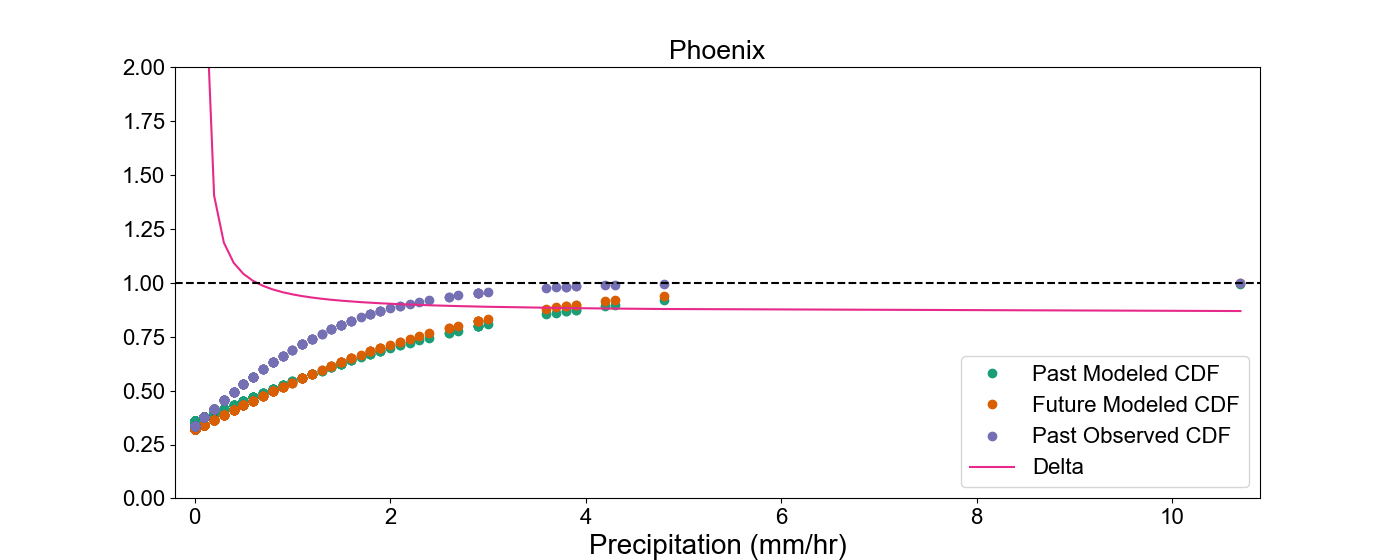 Phoenix
2.00
1.75
1.50
1.25
1.00
0.75
0.50
0.25
0.00
Past Modeled CDF
Future Modeled CDF
Past Observed CDF
Delta
0 2 4 6 8 10
Precipitation (mm/hr)